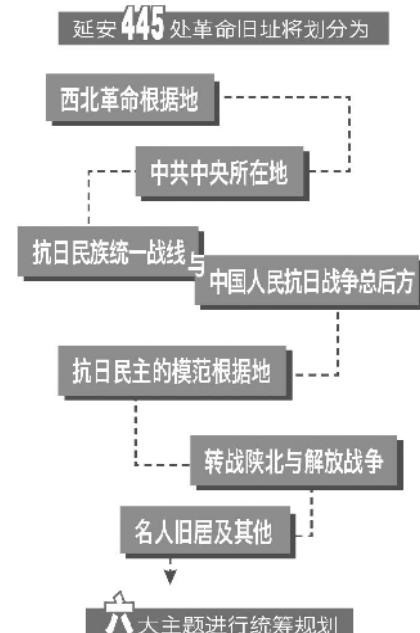 延安445处革命旧址将划分为
西北革命根据地
中共中央所在地
抗日民族统一战线
与
中国人民抗日战争总后方
抗日民主的模范根据地
转战陕北与解放战争
名人旧居及其他
六大主题进行统筹规划